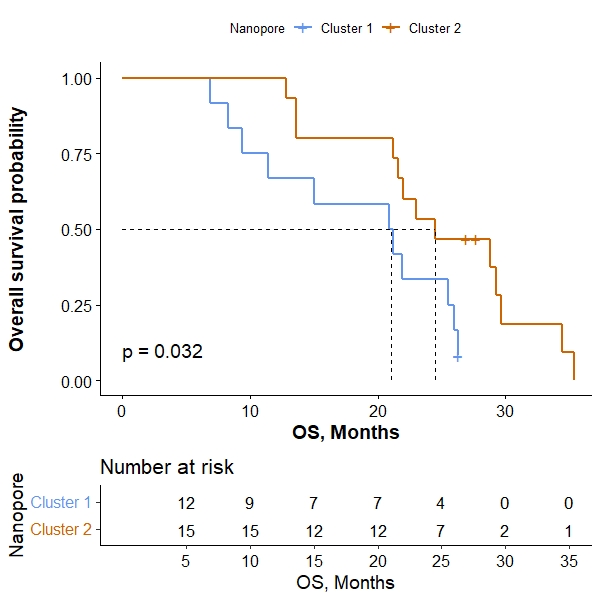 Nanopore Cluster 1 Cluster 2
Overall survival probability
1.00
0.75
0.50
0.25
0.00
p = 0.032
0 10 20 30
OS, Months
Number at risk
Nanopore
Cluster 1 12 9 7 7 4 0 0
Cluster 2 15 15 12 12 7 2 1
5 10 15 20 25 30 35
OS, Months